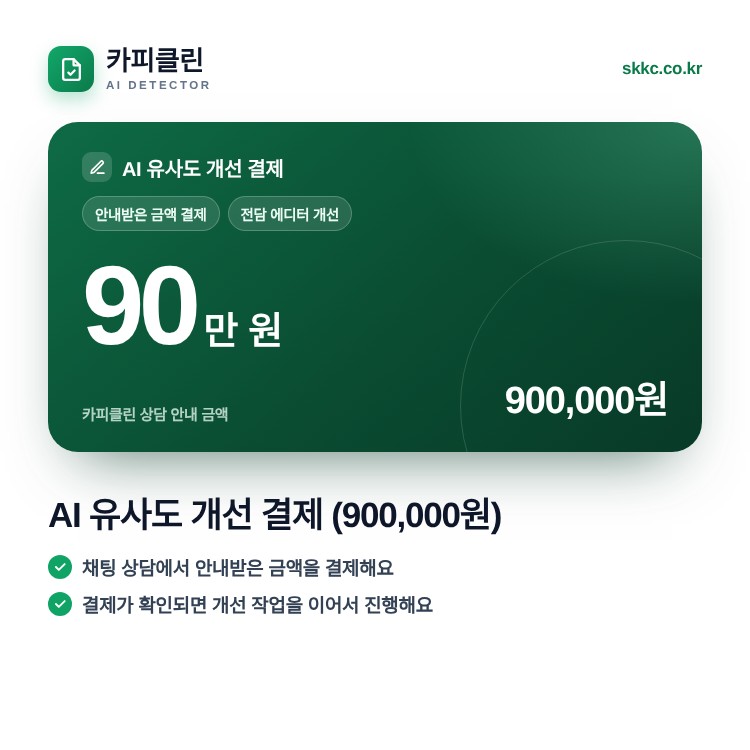 카피클린
AI DETECTOR
skkc.co.kr
AI 유사도 개선 결제
안내받은 금액 결제
전담 에디터 개선
90만 원
카피클린 상담 안내 금액
900,000원
AI 유사도 개선 결제 (900,000원)
채팅 상담에서 안내받은 금액을 결제해요
결제가 확인되면 개선 작업을 이어서 진행해요